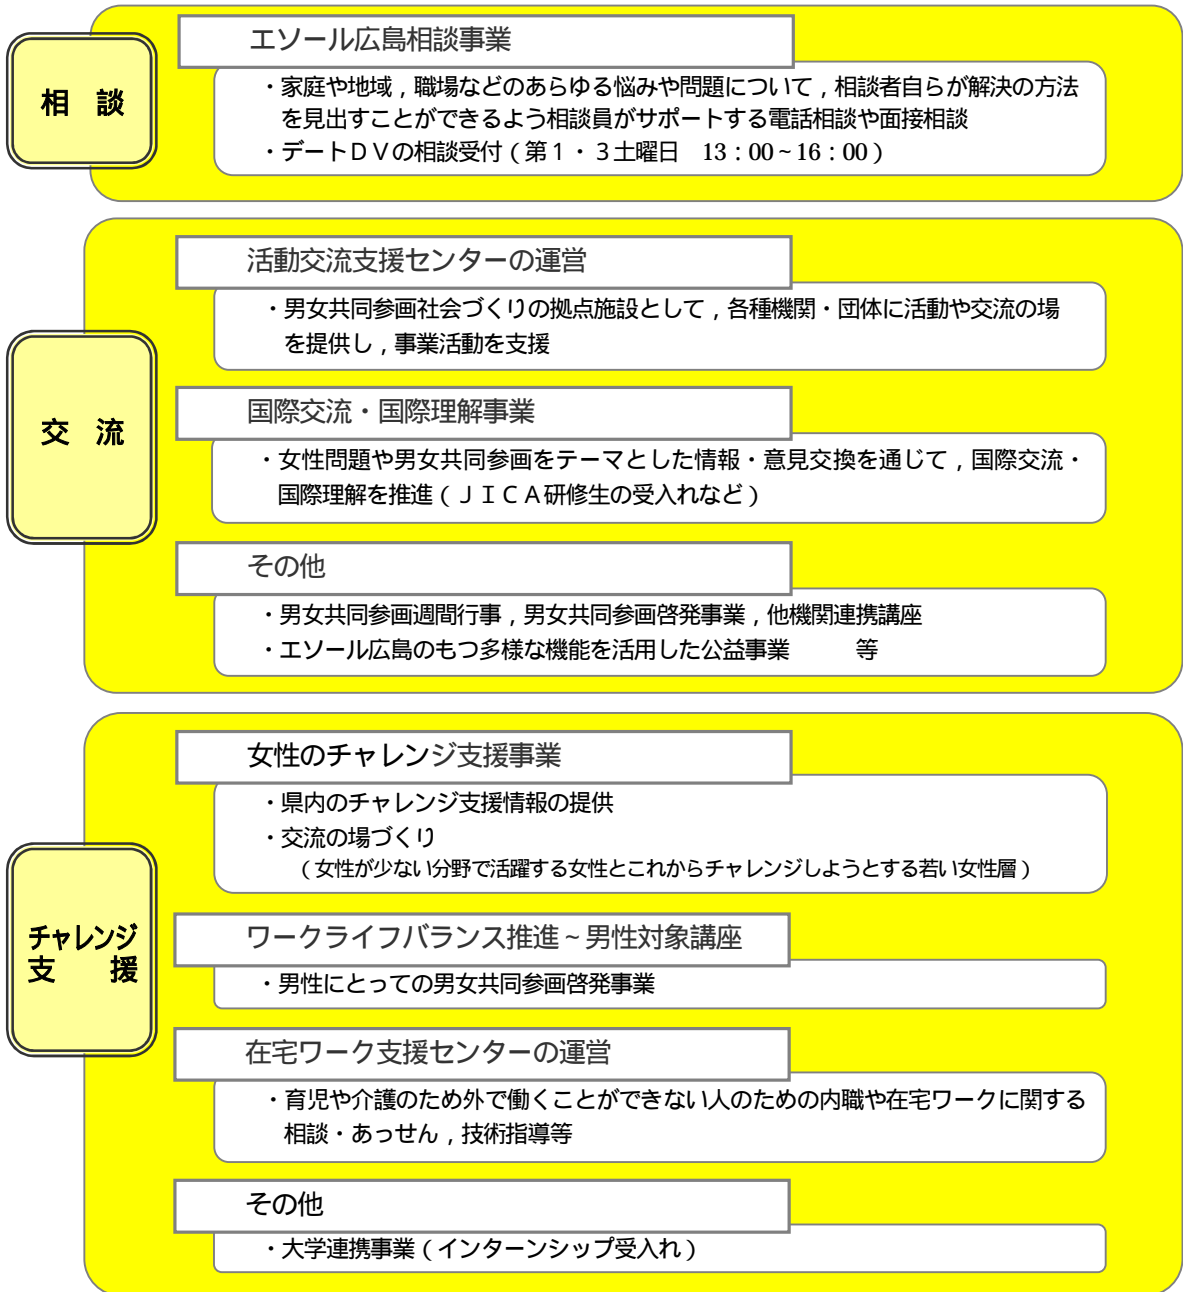 相　談
エソール広島相談事業
・家庭や地域，職場などのあらゆる悩みや問題について，相談者自らが解決の方法
を見出すことができるよう相談員がサポートする電話相談や面接相談
・デートＤＶの相談受付（第１・３土曜日　13：00～16：00）
交　流
活動交流支援センターの運営
・男女共同参画社会づくりの拠点施設として，各種機関・団体に活動や交流の場
を提供し，事業活動を支援
国際交流・国際理解事業
・女性問題や男女共同参画をテーマとした情報・意見交換を通じて，国際交流・
国際理解を推進（ＪＩＣＡ研修生の受入れなど）
その他
・男女共同参画週間行事，男女共同参画啓発事業，他機関連携講座
・エソール広島のもつ多様な機能を活用した公益事業　　　等
チャレンジ
支　　援
女性のチャレンジ支援事業
・県内のチャレンジ支援情報の提供
・交流の場づくり
（女性が少ない分野で活躍する女性とこれからチャレンジしようとする若い女性層）
ワークライフバランス推進～男性対象講座
・男性にとっての男女共同参画啓発事業
在宅ワーク支援センターの運営
・育児や介護のため外で働くことができない人のための内職や在宅ワークに関する
相談・あっせん，技術指導等
その他
・大学連携事業（インターンシップ受入れ）